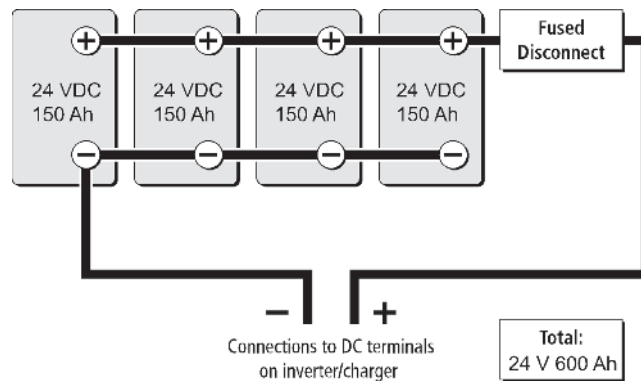 Fused
Disconnect
+ + + +
24 VDC
150 Ah
24 VDC
150 Ah
24 VDC
150 Ah
24 VDC
150 Ah
− − − −
− +
Connections to DC terminals
on inverter/charger
Total:
24 V 600 Ah